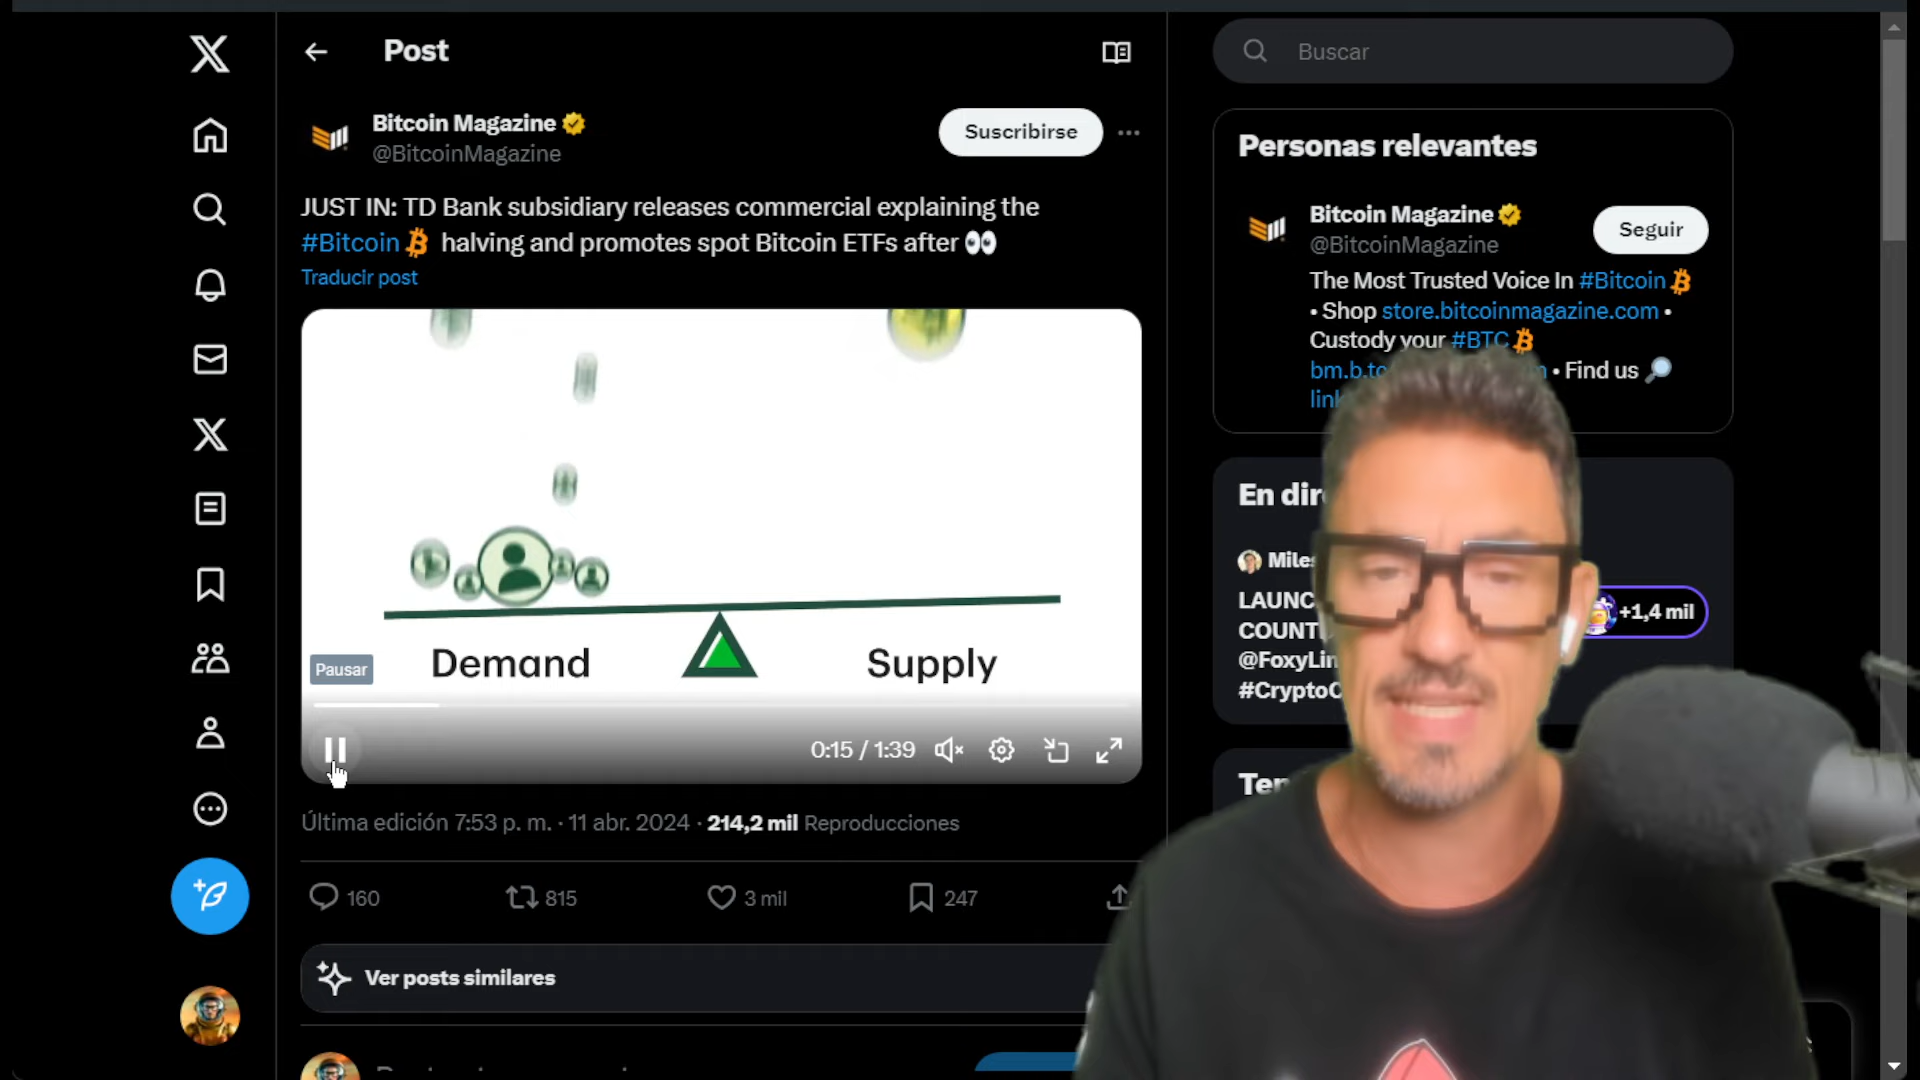 Post
Buscar
Bitcoin Magazine
@BitcoinMagazine
Suscribirse
JUST IN: TD Bank subsidiary releases commercial explaining the
#Bitcoin halving and promotes spot Bitcoin ETFs after 👀
Traducir post
Demand
Supply
Pausar
0:15 / 1:39
Última edición 7:53 p. m. · 11 abr. 2024 · 214,2 mil Reproducciones
160
815
3 mil
247
Ver posts similares
Personas relevantes
Bitcoin Magazine
@BitcoinMagazine
Seguir
The Most Trusted Voice In #Bitcoin
• Shop store.bitcoinmagazine.com •
Custody your #BTC
• Find us 🔎
+1,4 mil